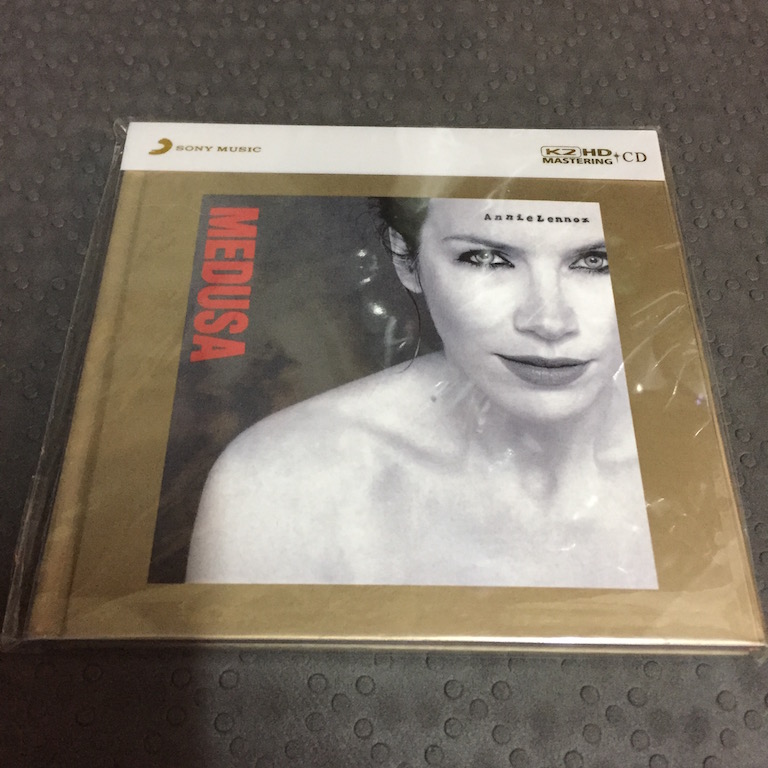 SONY MUSIC
K2 HD
MASTERING + CD
AnnieLennox
MEDUSA